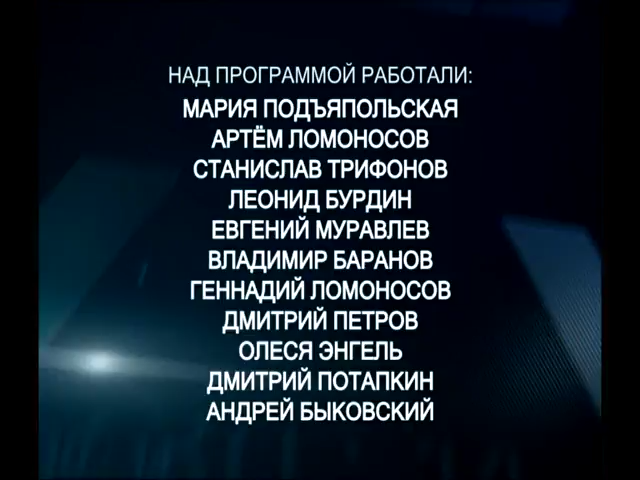 НАД ПРОГРАММОЙ РАБОТАЛИ:
МАРИЯ ПОДЪЯПОЛЬСКАЯ
АРТЁМ ЛОМОНОСОВ
СТАНИСЛАВ ТРИФОНОВ
ЛЕОНИД БУРДИН
ЕВГЕНИЙ МУРАВЛЕВ
ВЛАДИМИР БАРАНОВ
ГЕННАДИЙ ЛОМОНОСОВ
ДМИТРИЙ ПЕТРОВ
ОЛЕСЯ ЭНГЕЛЬ
ДМИТРИЙ ПОТАПКИН
АНДРЕЙ БЫКОВСКИЙ